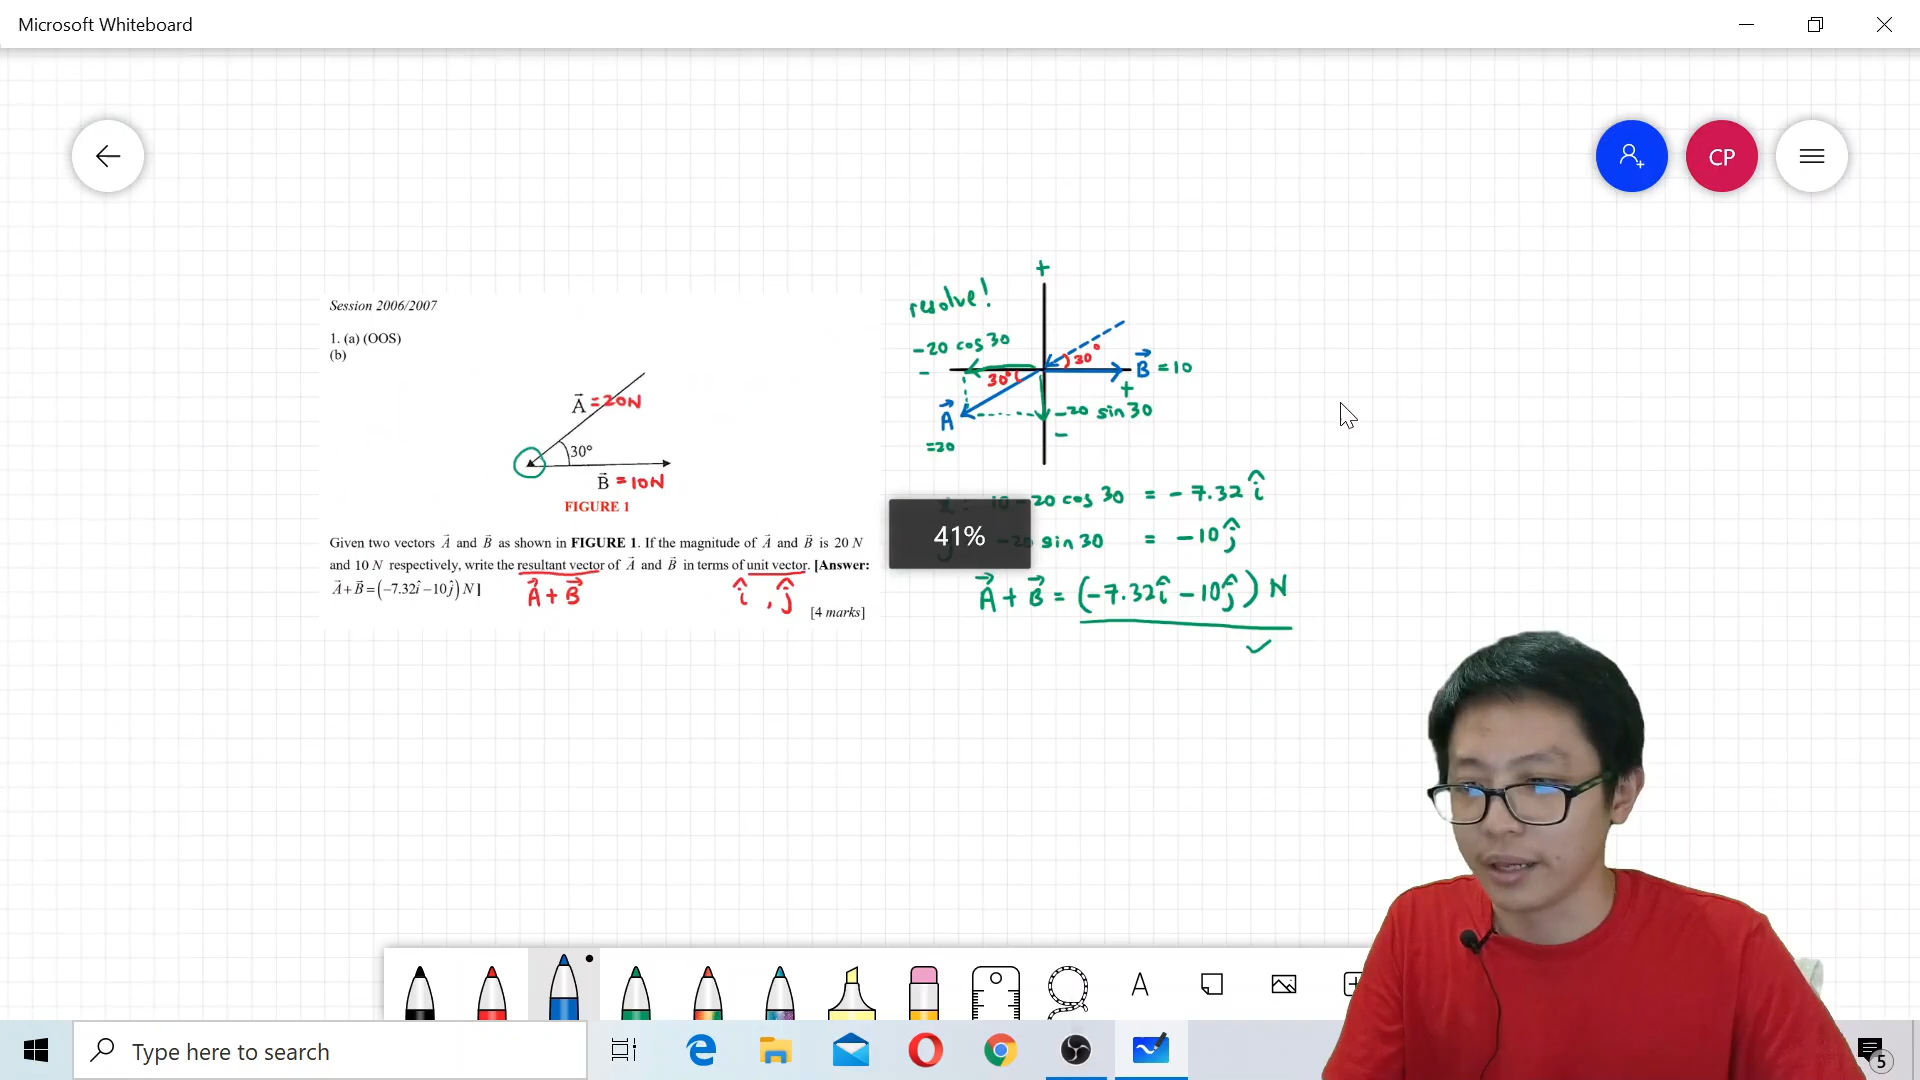 Microsoft Whiteboard
CP
Session 2006/2007
1. (a) (OOS)
(b)
A⃗ = 20N
30°
B⃗ = 10N
FIGURE 1
Given two vectors A⃗ and B⃗ as shown in FIGURE 1. If the magnitude of A⃗ and B⃗ is 20 N
and 10 N respectively, write the resultant vector of A⃗ and B⃗ in terms of unit vector. [Answer:
A⃗+B⃗=(−7.32î −10ĵ) N]
A⃗ + B⃗
î , ĵ
[4 marks]
+
resolve!
-20 cos 30
-
30°
30°
B⃗ = 10
+
A⃗
=20
-20 sin 30
-
20 cos 30 = -7.32 î
sin 30 = -10 ĵ
A⃗ + B⃗ = (-7.32î - 10ĵ) N
41%
A
Type here to search
5